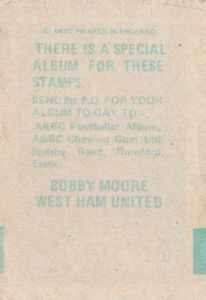 © A&BC PRINTED IN ENGLAND
THERE IS A SPECIAL
ALBUM FOR THESE
STAMPS.
SEND 8p. P.O. FOR YOUR
ALBUM TO-DAY TO:-
A&BC Footballer Album,
A&BC Chewing Gum Ltd.
Spilsby Road, Romford,
Essex.
BOBBY MOORE
WEST HAM UNITED